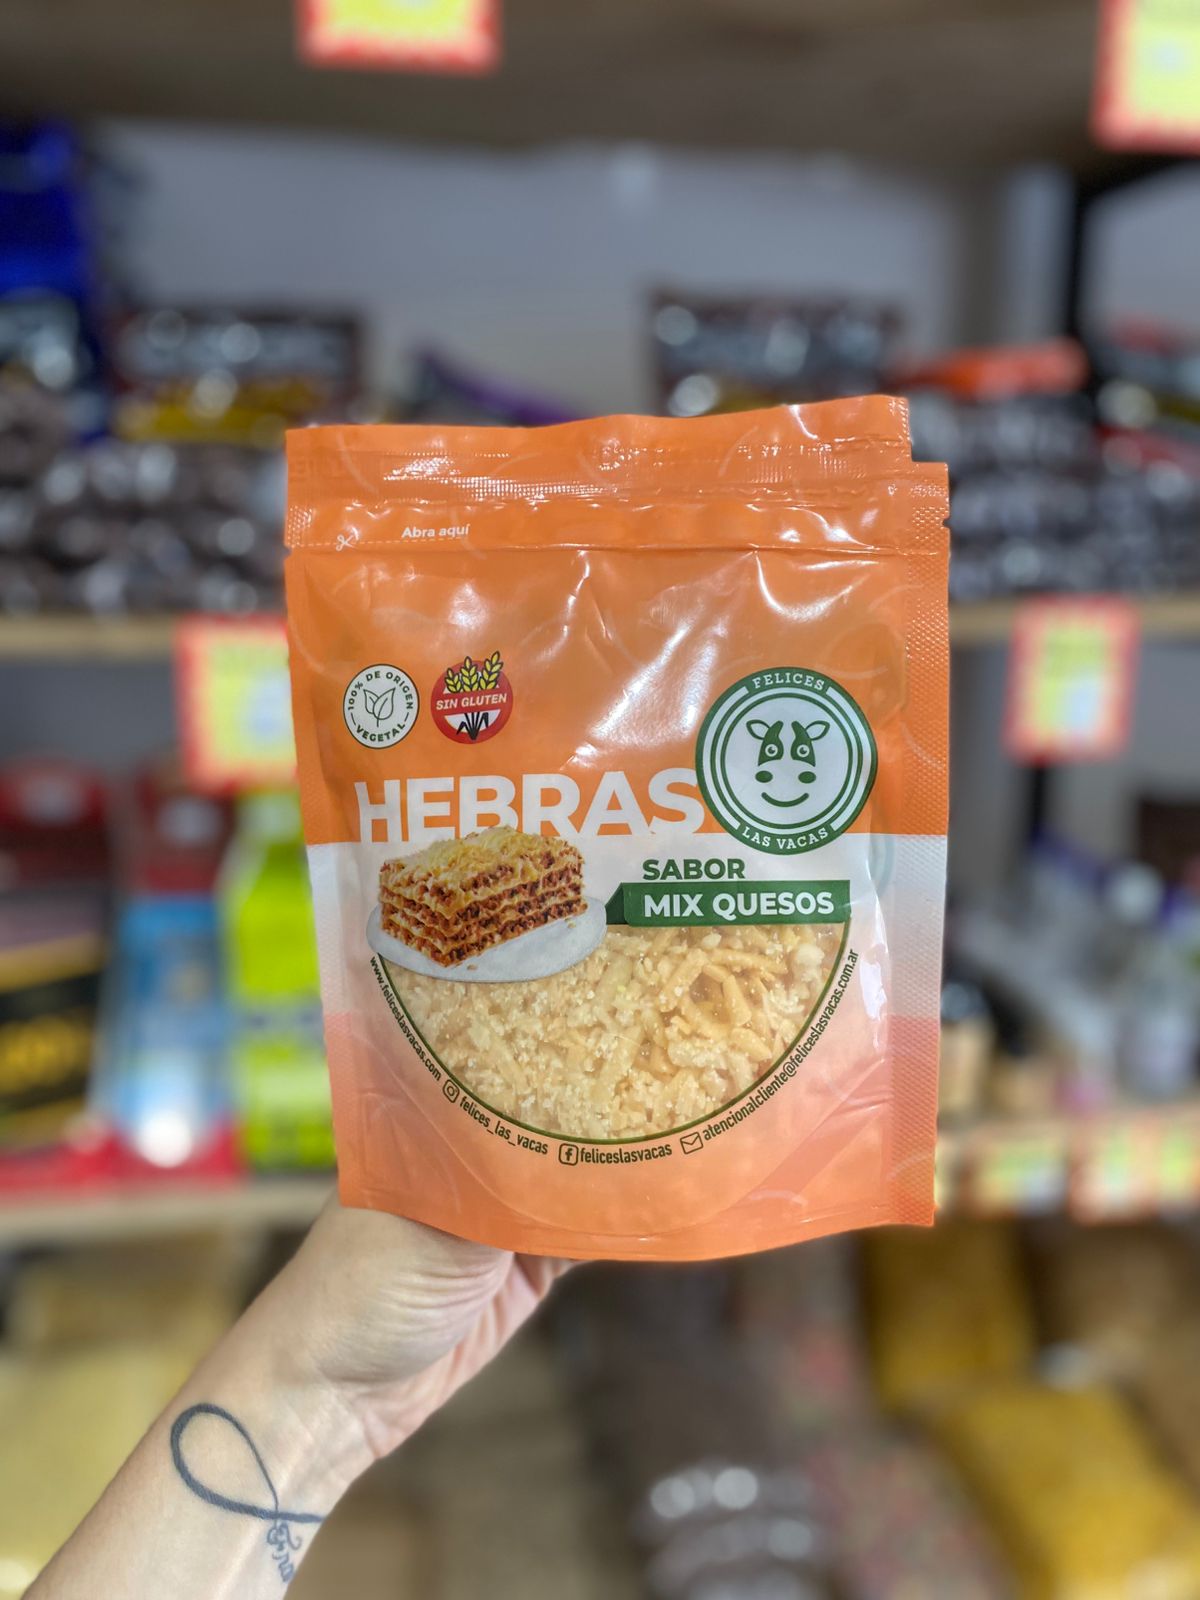 Abra aquí
100% DE ORIGEN
VEGETAL
SIN GLUTEN
FELICES
LAS VACAS
HEBRAS
SABOR
MIX QUESOS
www.feliceslasvacas.com
felices_las_vacas
feliceslasvacas
atencionalcliente@feliceslasvacas.com.ar